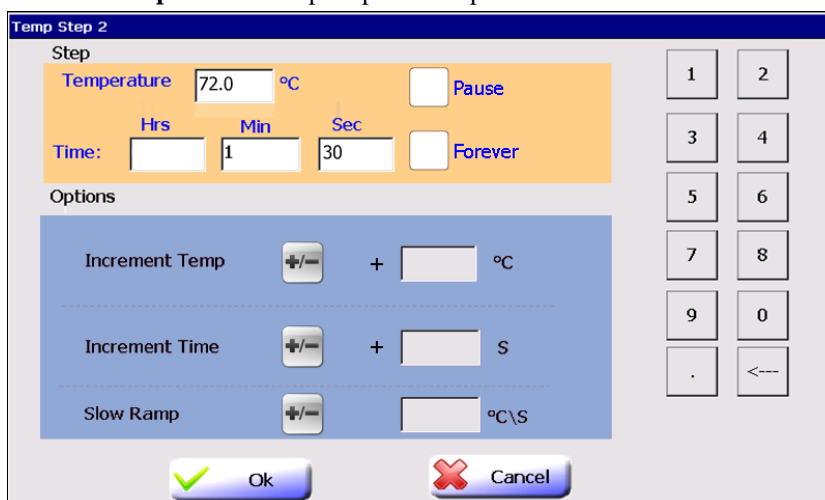 Temp Step 2
Step
Temperature 72.0 °C Pause
Hrs Min Sec
Time: 1 30 Forever
Options
Increment Temp +/− + °C
Increment Time +/− + S
Slow Ramp +/− °C\S
1 2
3 4
5 6
7 8
9 0
. <---
Ok Cancel